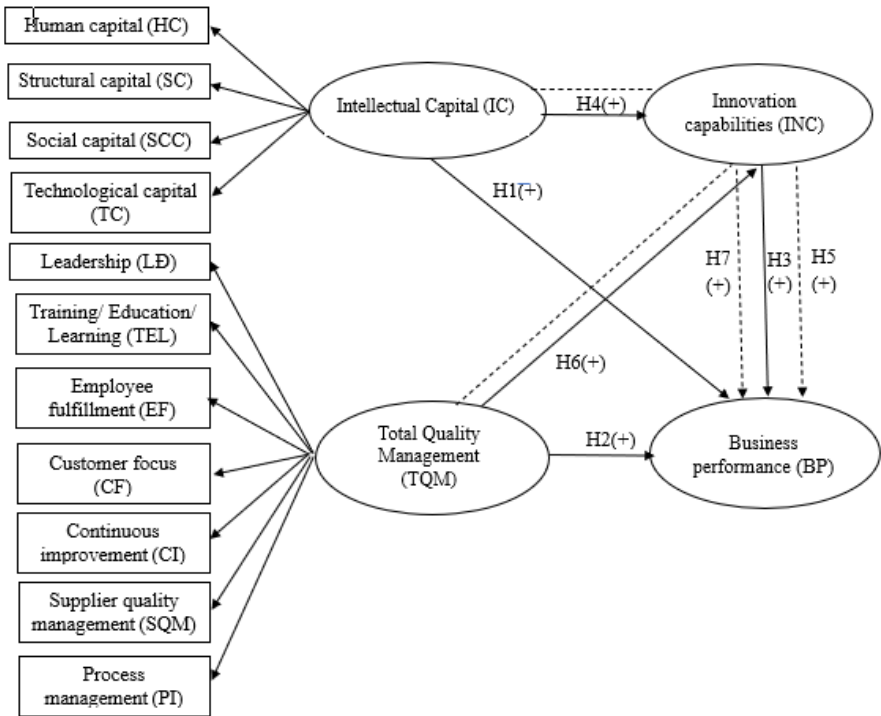 Human capital (HC)
Structural capital (SC)
Social capital (SCC)
Technological capital
(TC)
Leadership (LĐ)
Training/ Education/
Learning (TEL)
Employee
fulfillment (EF)
Customer focus
(CF)
Continuous
improvement (CI)
Supplier quality
management (SQM)
Process
management (PI)
Intellectual Capital (IC)
H4(+)
Innovation
capabilities (INC)
H1(+)
H7
(+)
H3
(+)
H5
(+)
H6(+)
Total Quality
Management
(TQM)
H2(+)
Business
performance (BP)